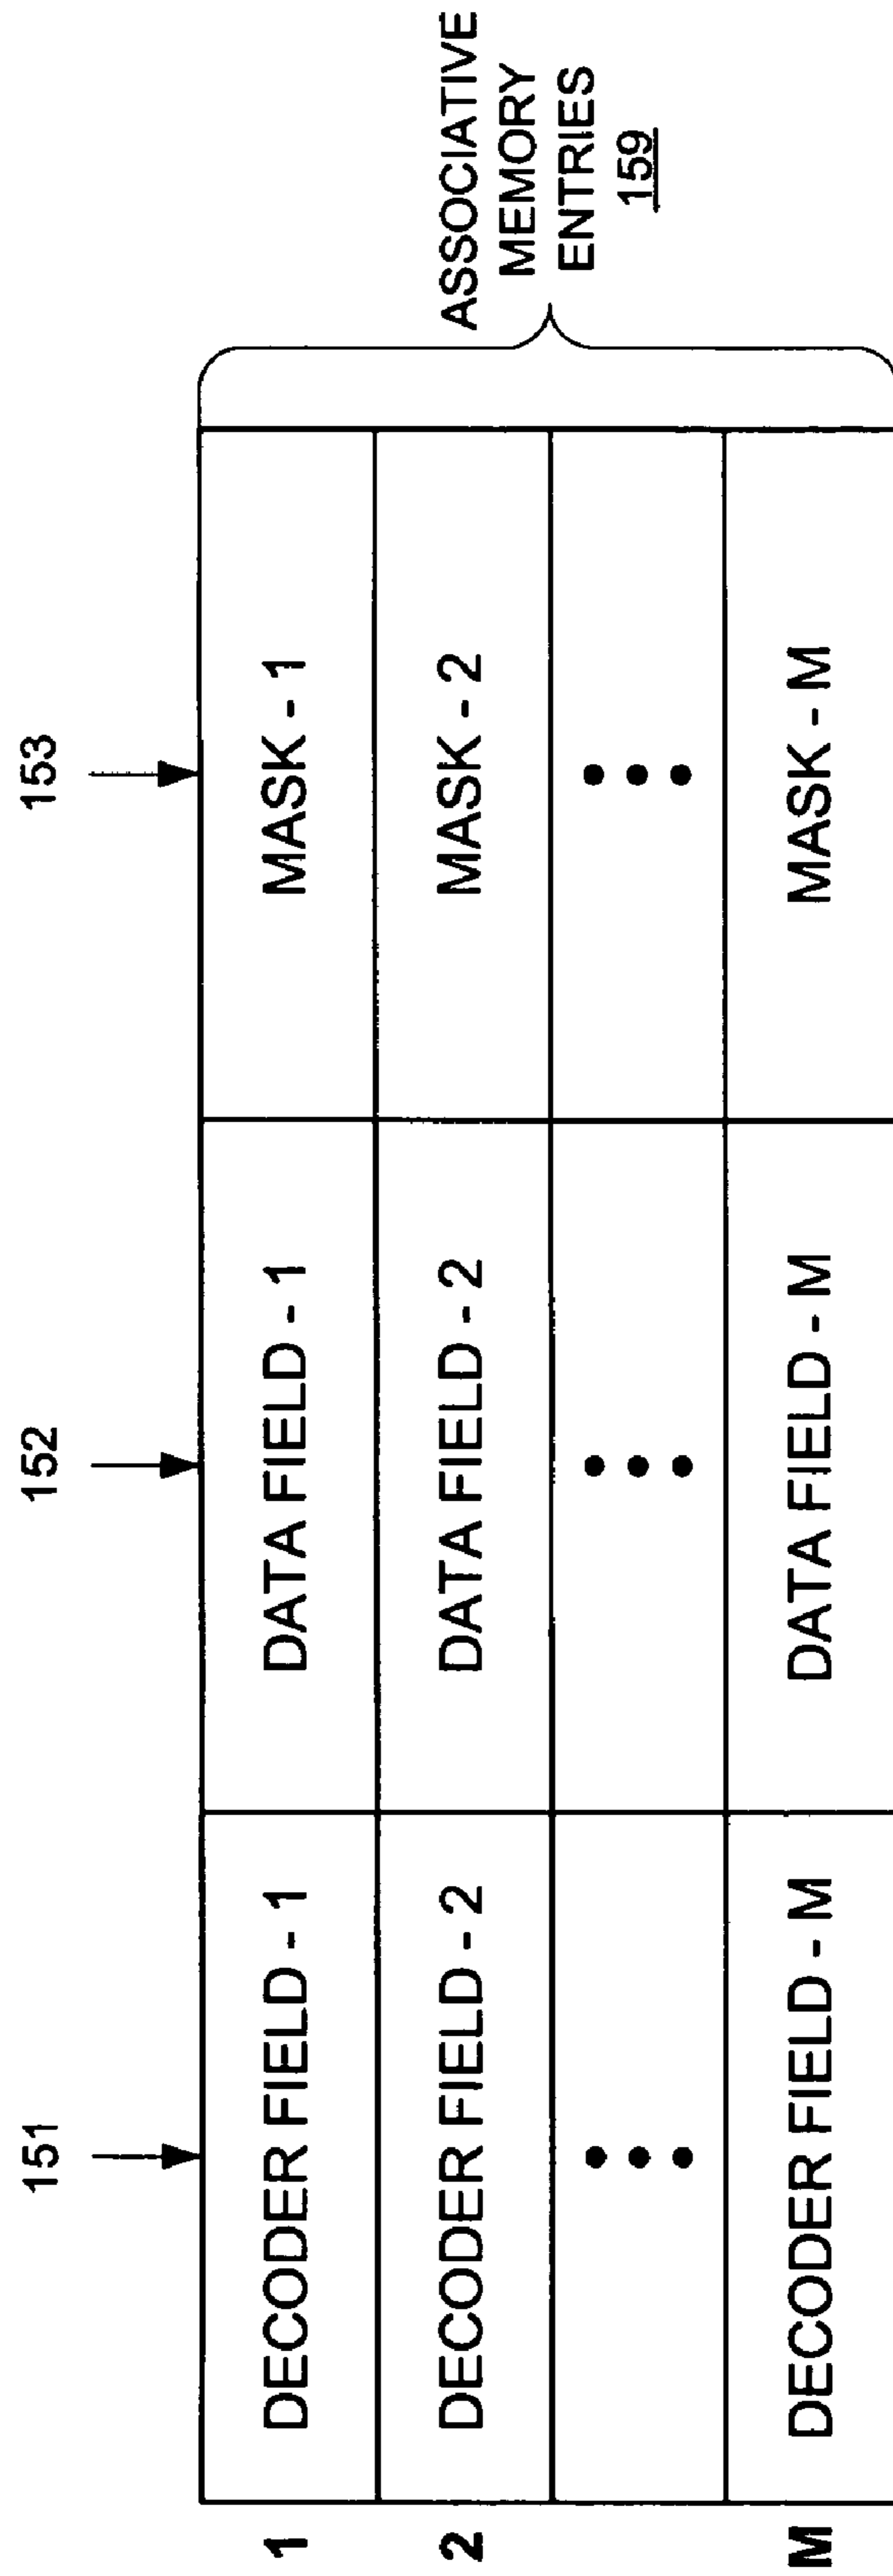 151 152 153
1 DECODER FIELD - 1 DATA FIELD - 1 MASK - 1
2 DECODER FIELD - 2 DATA FIELD - 2 MASK - 2
M DECODER FIELD - M DATA FIELD - M MASK - M
ASSOCIATIVE
MEMORY
ENTRIES
159